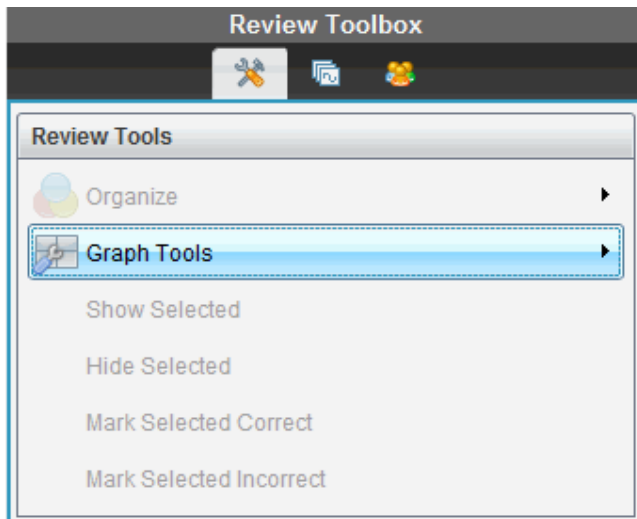 Review Toolbox
Review Tools
Organize
Graph Tools
Show Selected
Hide Selected
Mark Selected Correct
Mark Selected Incorrect